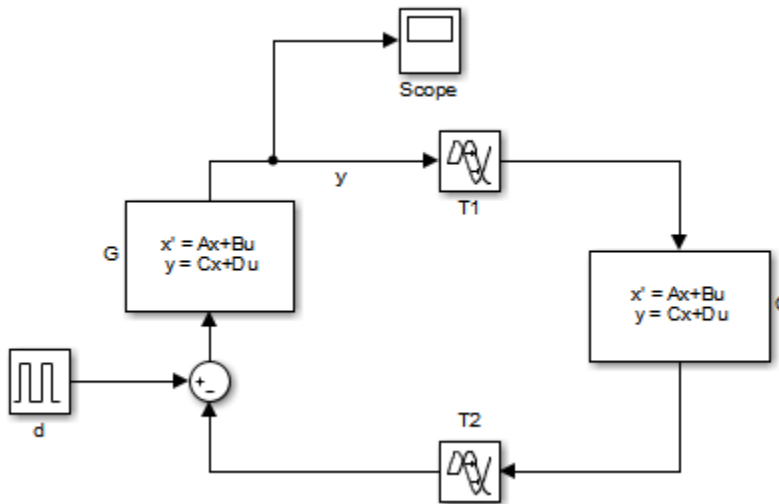 Scope
y
T1
G
x' = Ax+Bu
y = Cx+Du
x' = Ax+Bu
y = Cx+Du
d
T2